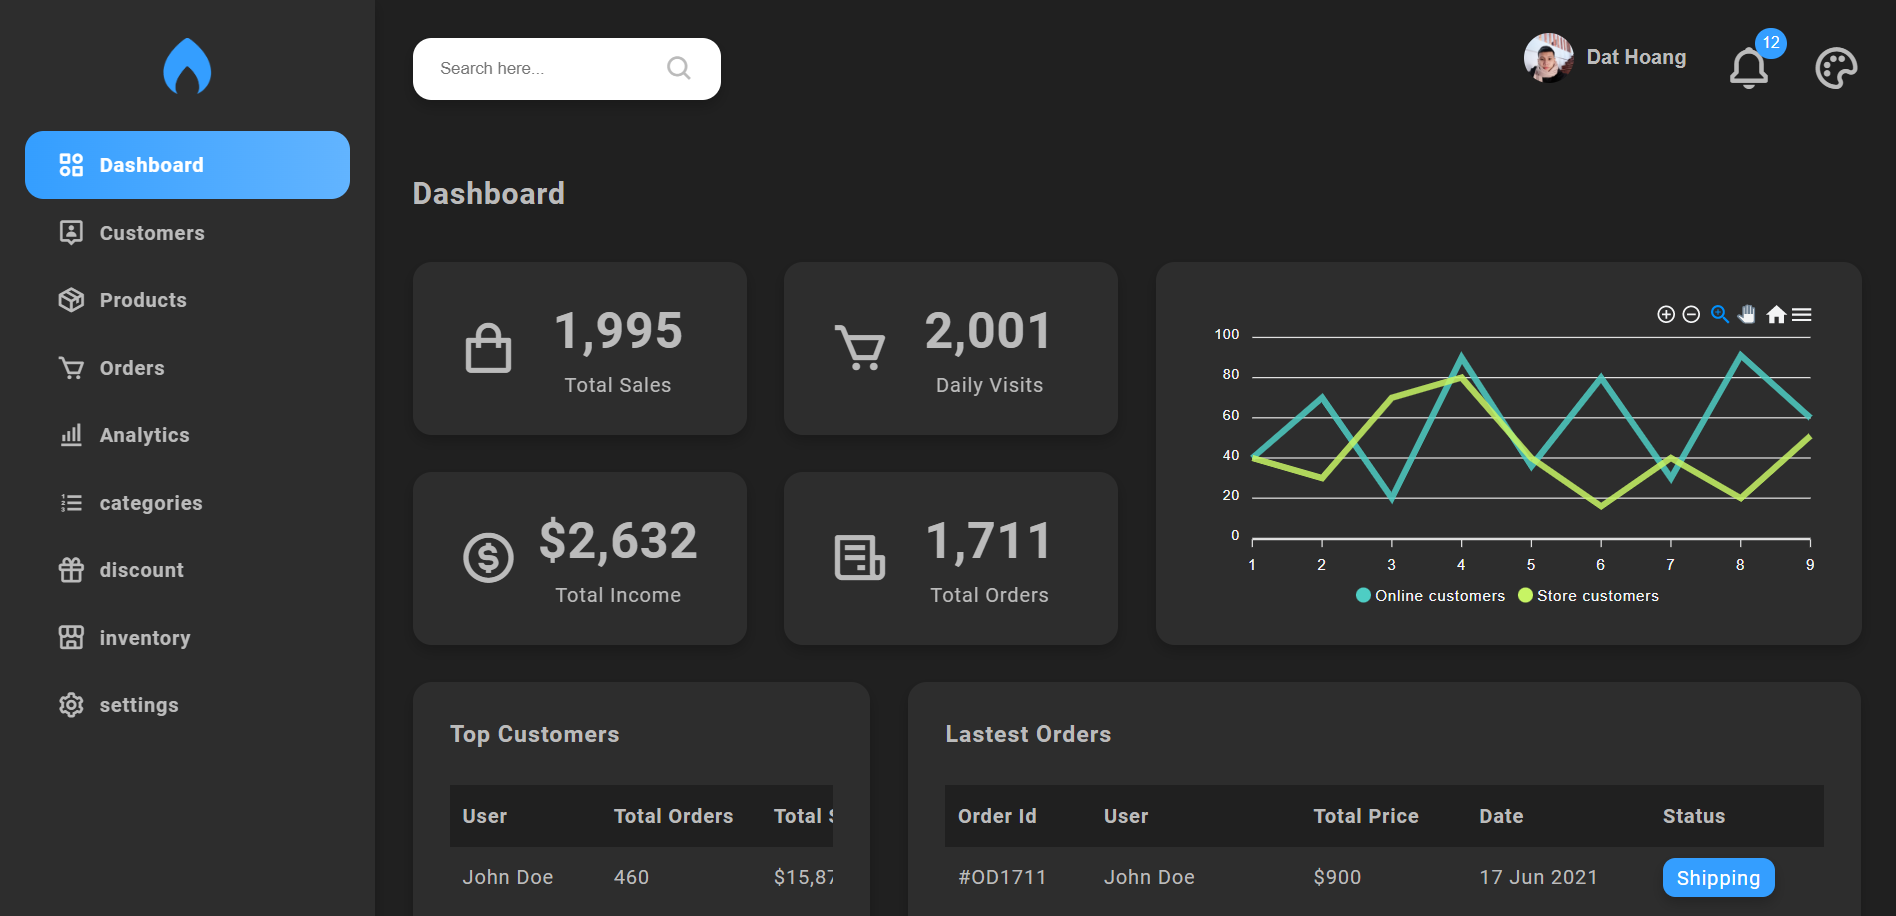 Search here...
Dat Hoang
12
Dashboard
Customers
Products
Orders
Analytics
categories
discount
inventory
settings
Dashboard
1,995
Total Sales
2,001
Daily Visits
$2,632
Total Income
1,711
Total Orders
100
80
60
40
20
0
1 2 3 4 5 6 7 8 9
Online customers Store customers
Top Customers
User Total Orders Total
John Doe 460 $15,87
Lastest Orders
Order Id User Total Price Date Status
#OD1711 John Doe $900 17 Jun 2021 Shipping